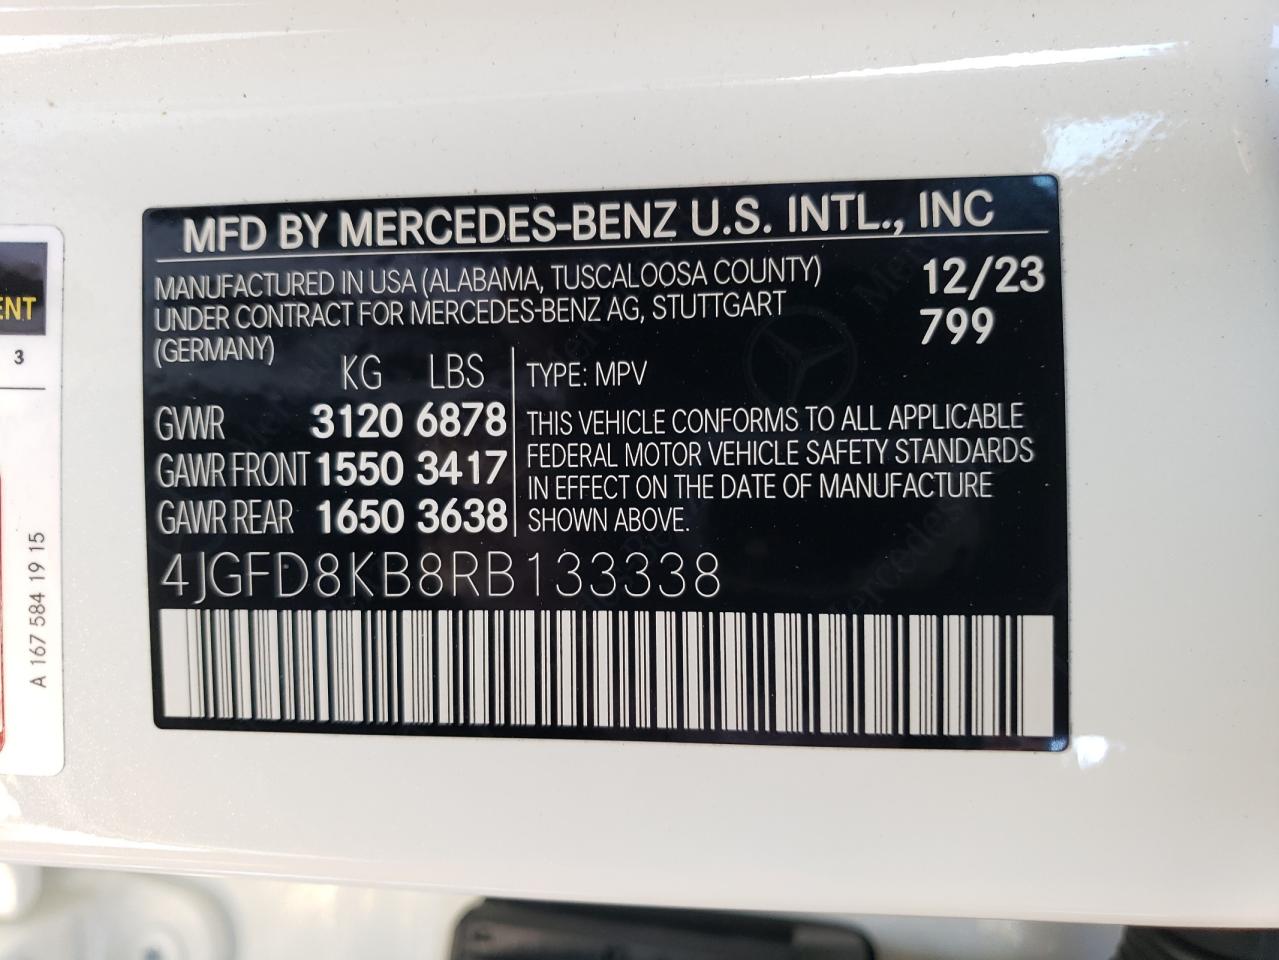 MFD BY MERCEDES-BENZ U.S. INTL., INC
MANUFACTURED IN USA (ALABAMA, TUSCALOOSA COUNTY)
UNDER CONTRACT FOR MERCEDES-BENZ AG, STUTTGART
(GERMANY)
12/23
799
KG LBS
GVWR 3120 6878
GAWR FRONT 1550 3417
GAWR REAR 1650 3638
TYPE: MPV
THIS VEHICLE CONFORMS TO ALL APPLICABLE
FEDERAL MOTOR VEHICLE SAFETY STANDARDS
IN EFFECT ON THE DATE OF MANUFACTURE
SHOWN ABOVE.
4JGFD8KB8RB133338
ENT
3
A 167 584 19 15